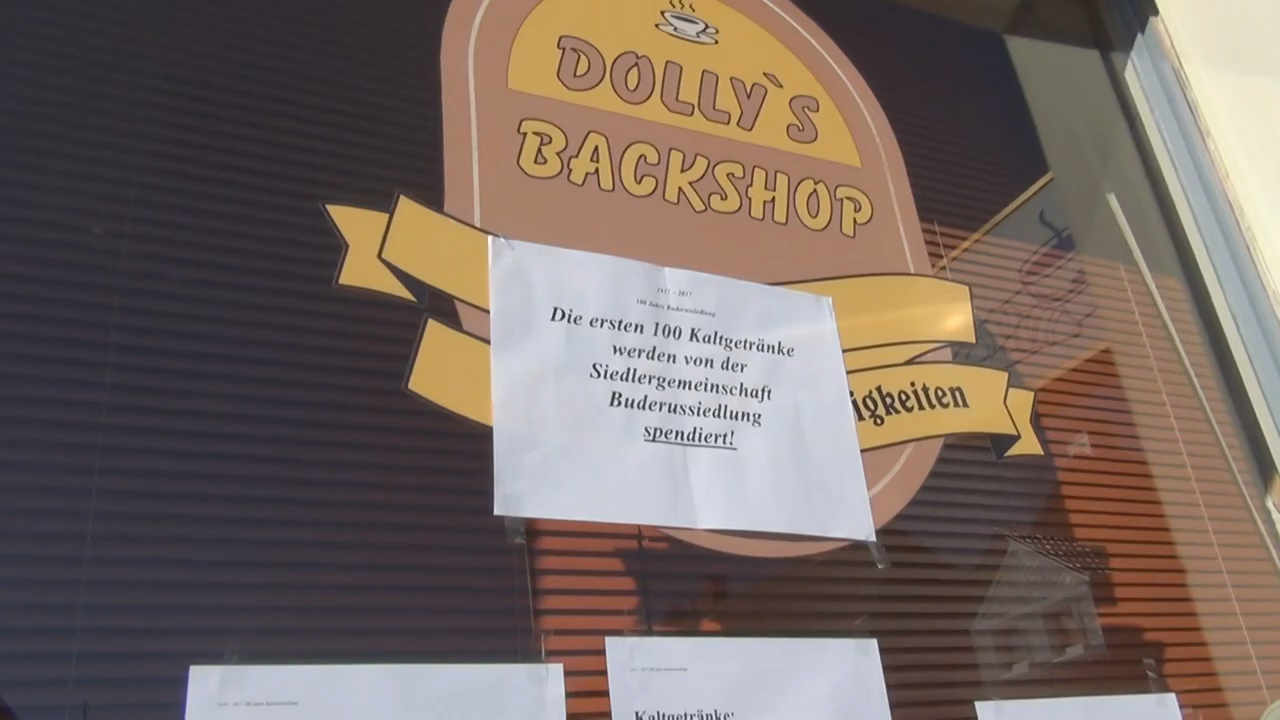 DOLLY`S
BACKSHOP
1917 - 2017
100 Jahre Buderussiedlung
Die ersten 100 Kaltgetränke
werden von der
Siedlergemeinschaft
Buderussiedlung
spendiert!
igkeiten
Kaltgetränke: